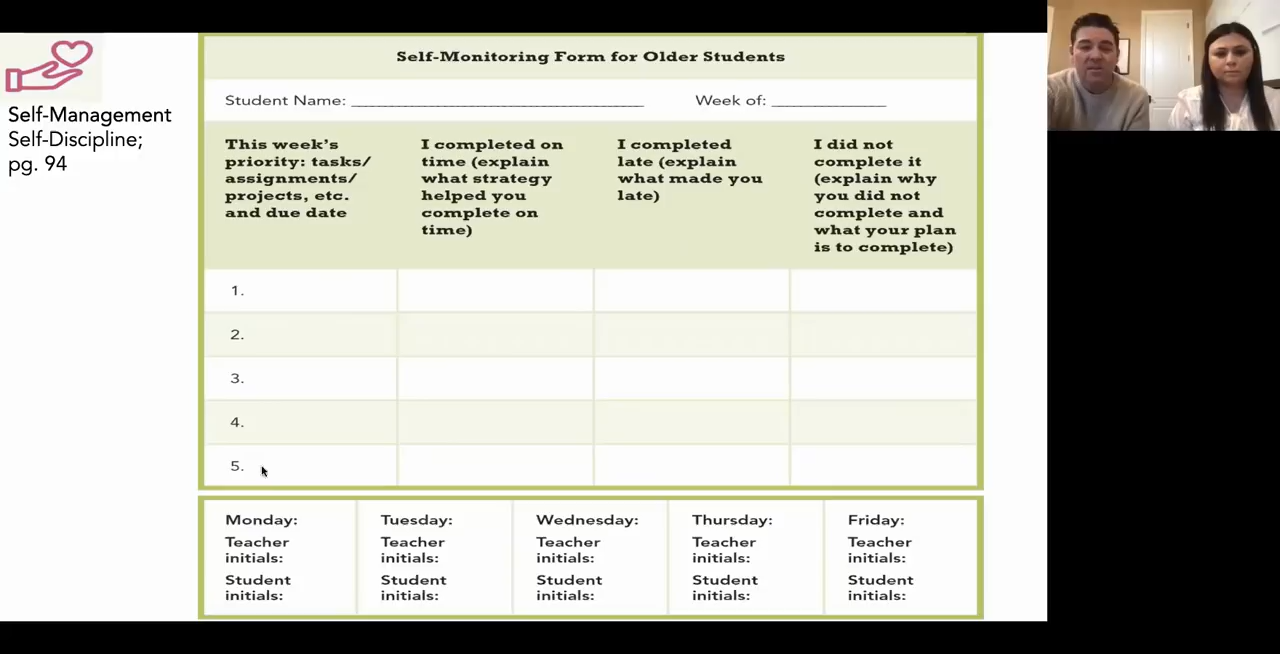 Self-Management
Self-Discipline;
pg. 94
Self-Monitoring Form for Older Students
Student Name: ___________________________________ Week of: ______________
This week's
priority: tasks/
assignments/
projects, etc.
and due date
I completed on
time (explain
what strategy
helped you
complete on
time)
I completed
late (explain
what made you
late)
I did not
complete it
(explain why
you did not
complete and
what your plan
is to complete)
1.
2.
3.
4.
5.
Monday:
Teacher
initials:
Student
initials:
Tuesday:
Teacher
initials:
Student
initials:
Wednesday:
Teacher
initials:
Student
initials:
Thursday:
Teacher
initials:
Student
initials:
Friday:
Teacher
initials:
Student
initials: